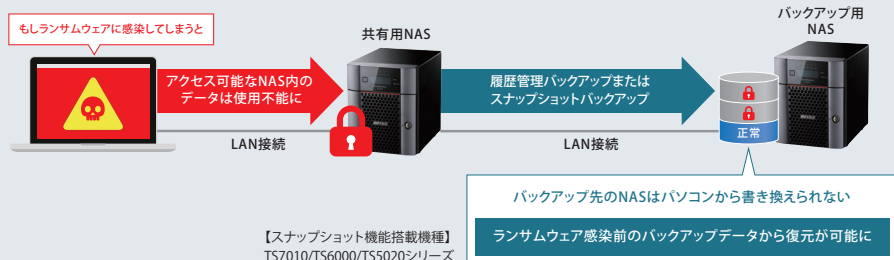 もしランサムウェアに感染してしまうと
アクセス可能なNAS内の
データは使用不能に
LAN接続
共有用NAS
履歴管理バックアップまたは
スナップショットバックアップ
LAN接続
バックアップ用
NAS
正常
バックアップ先のNASはパソコンから書き換えられない
ランサムウェア感染前のバックアップデータから復元が可能に
【スナップショット機能搭載機種】
TS7010/TS6000/TS5020シリーズ